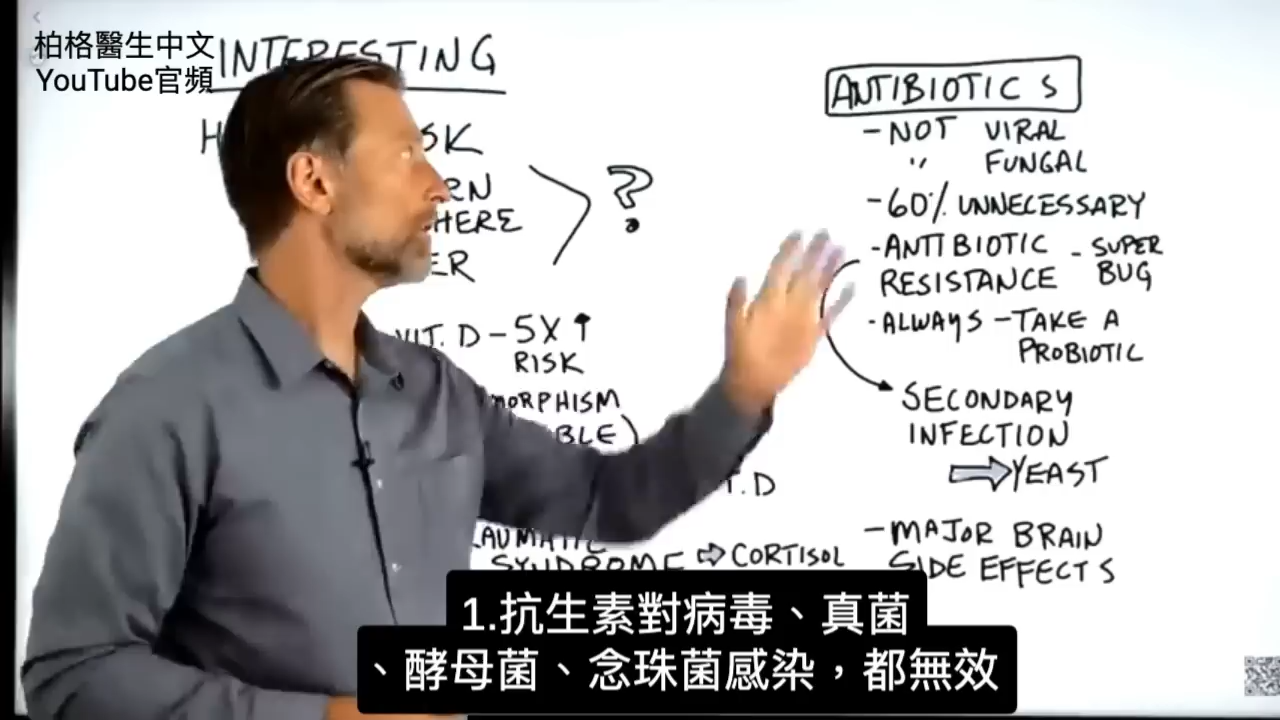 柏格醫生中文
YouTube官頻
INTERESTING
ANTIBIOTICS
- NOT VIRAL
" FUNGAL
- 60% UNNECESSARY
- ANTIBIOTIC RESISTANCE - SUPER BUG
- ALWAYS - TAKE A PROBIOTIC
SECONDARY INFECTION
⇒ YEAST
- MAJOR BRAIN SIDE EFFECTS
?
VIT. D - 5X ↑
RISK
SYNDROME ⇒ CORTISOL
1.抗生素對病毒、真菌
、酵母菌、念珠菌感染，都無效